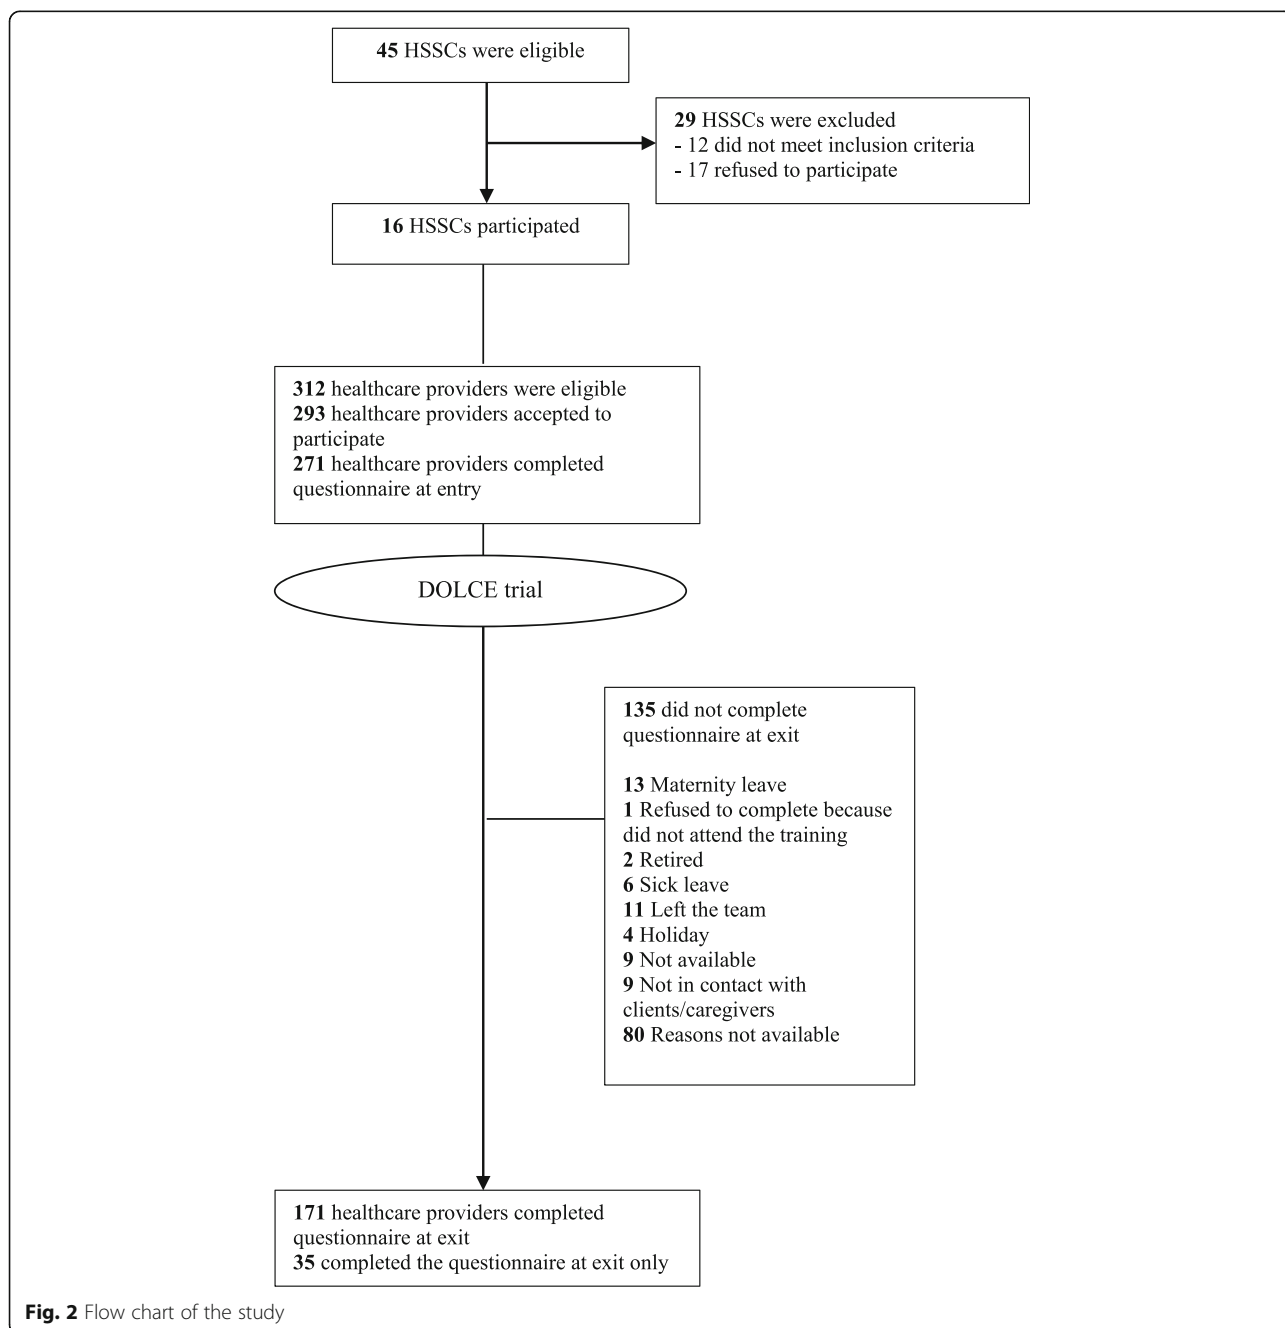 45 HSSCs were eligible
29 HSSCs were excluded
- 12 did not meet inclusion criteria
- 17 refused to participate
16 HSSCs participated
312 healthcare providers were eligible
293 healthcare providers accepted to
participate
271 healthcare providers completed
questionnaire at entry
DOLCE trial
135 did not complete
questionnaire at exit
13 Maternity leave
1 Refused to complete because
did not attend the training
2 Retired
6 Sick leave
11 Left the team
4 Holiday
9 Not available
9 Not in contact with
clients/caregivers
80 Reasons not available
171 healthcare providers completed
questionnaire at exit
35 completed the questionnaire at exit only
Fig. 2 Flow chart of the study